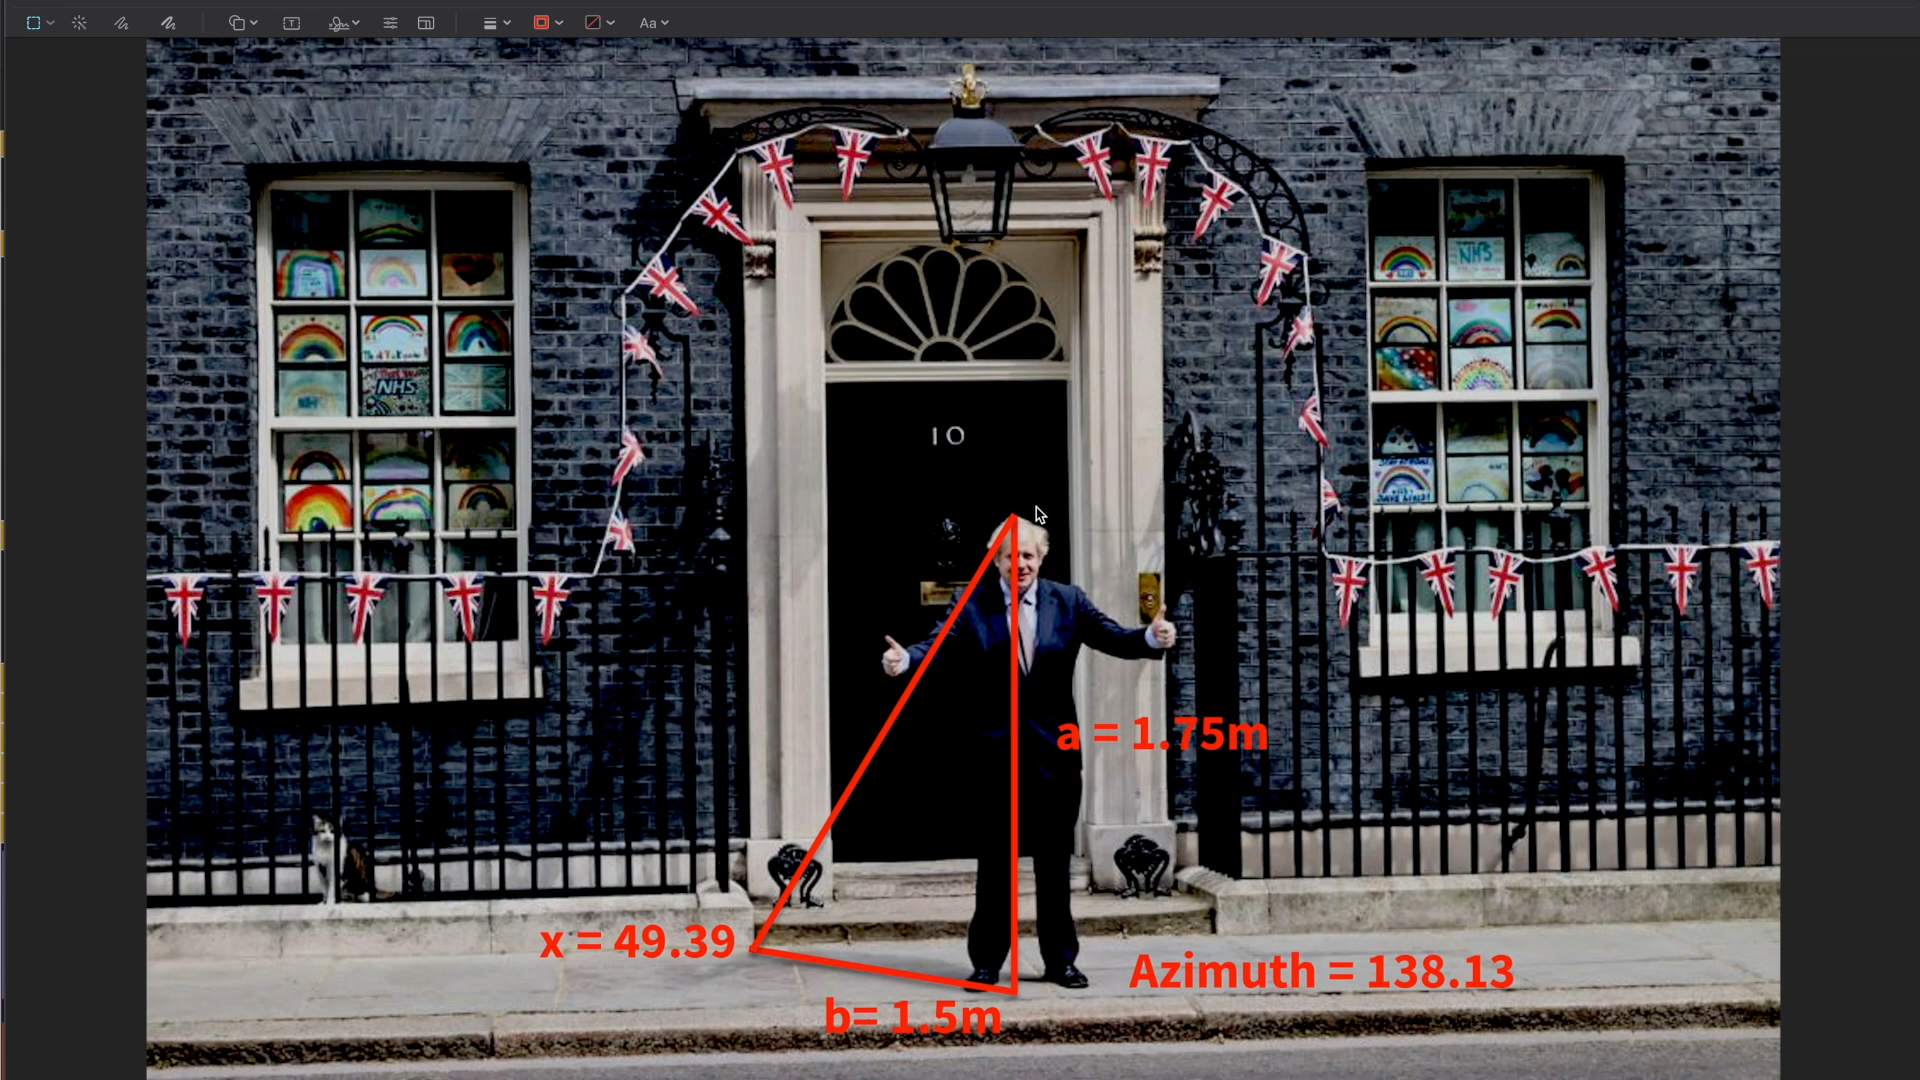 Aa
NHS
10
NHS
a = 1.75m
x = 49.39
Azimuth = 138.13
b= 1.5m